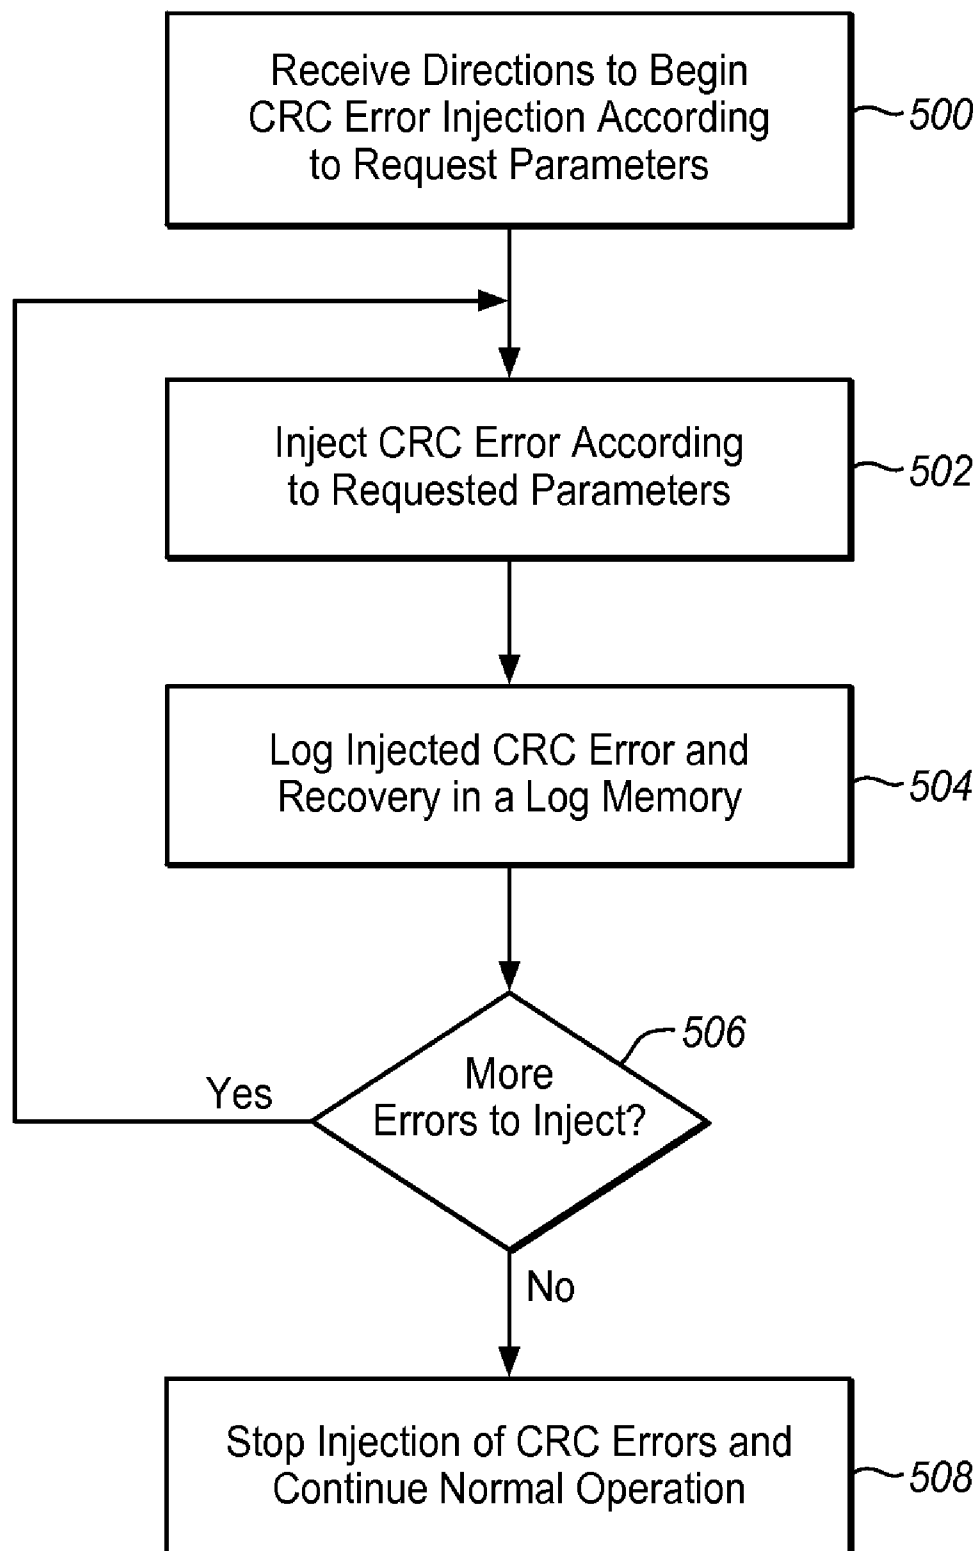 Receive Directions to Begin
CRC Error Injection According
to Request Parameters
500
Inject CRC Error According
to Requested Parameters
502
Log Injected CRC Error and
Recovery in a Log Memory
504
506
More
Errors to Inject?
Yes
No
Stop Injection of CRC Errors and
Continue Normal Operation
508